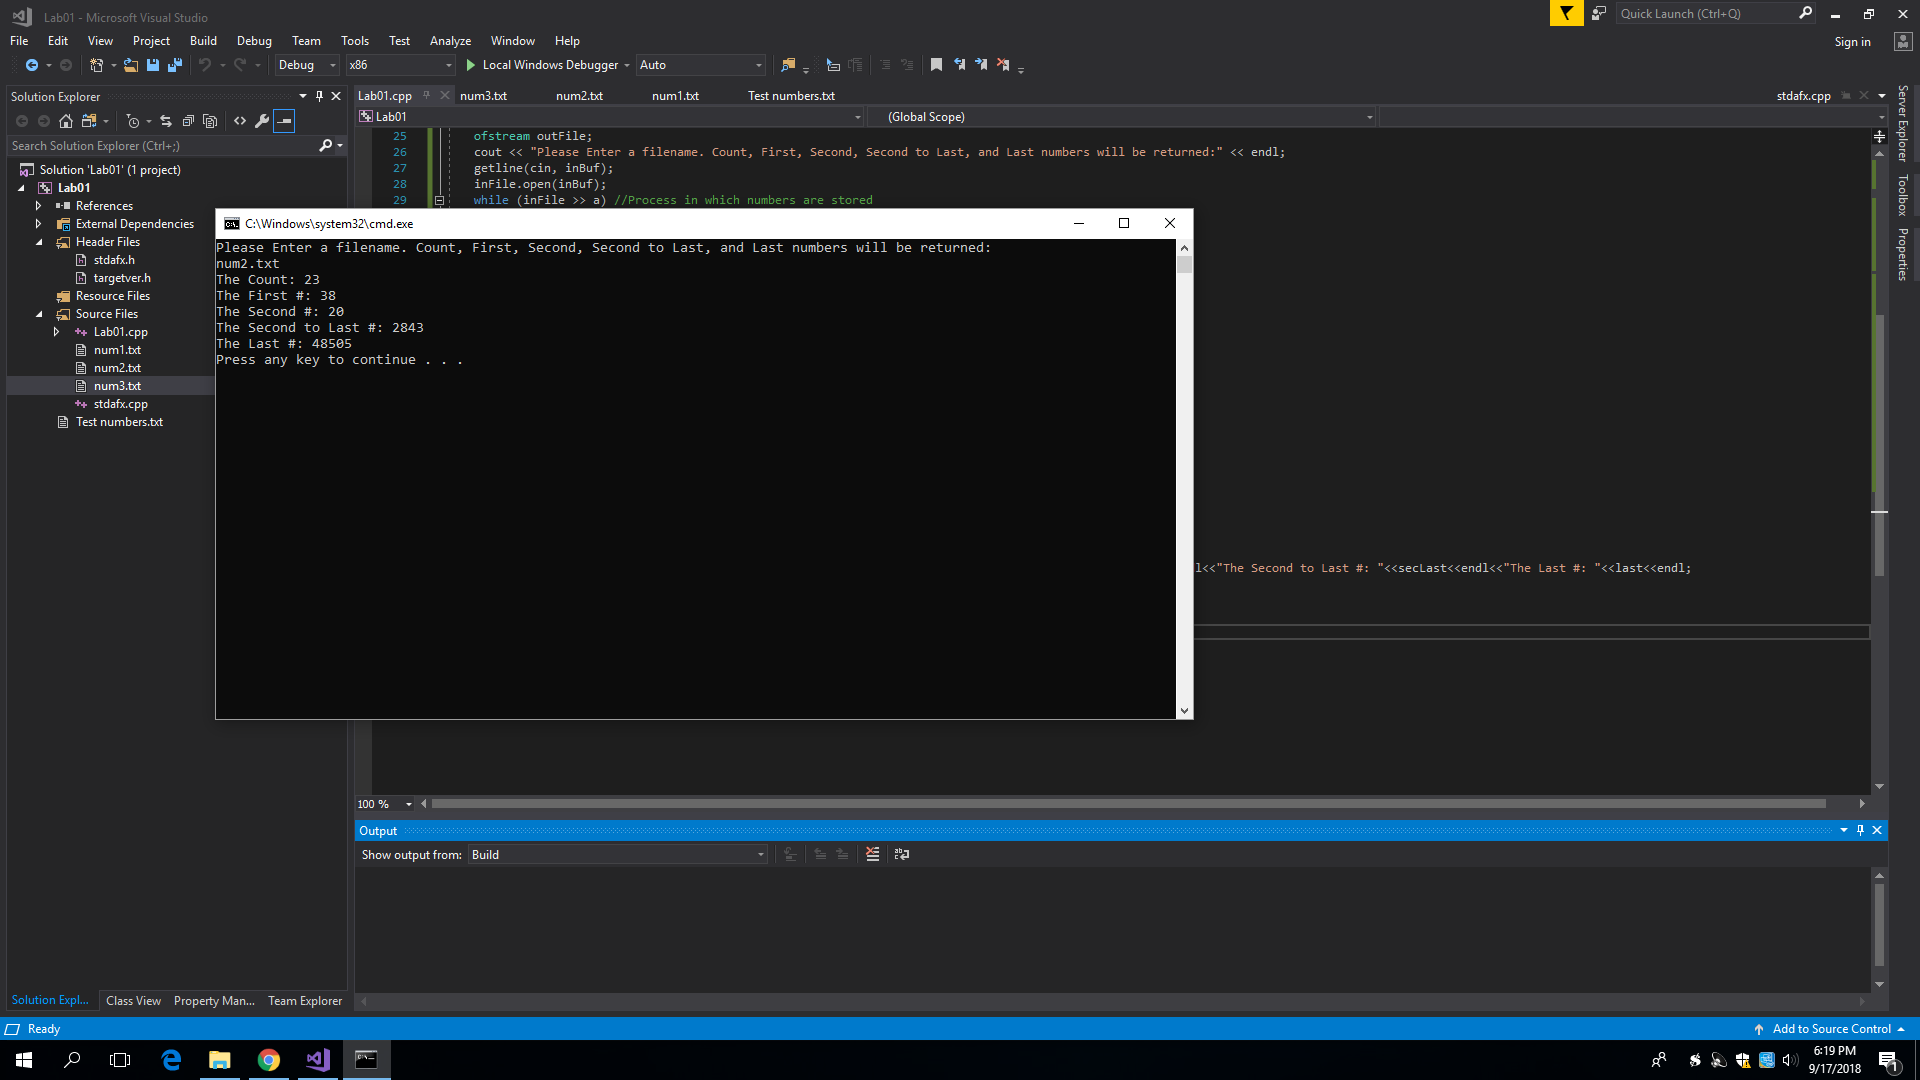 Lab01 - Microsoft Visual Studio
Quick Launch (Ctrl+Q)
File Edit View Project Build Debug Team Tools Test Analyze Window Help
Sign in
Debug x86 Local Windows Debugger Auto
Solution Explorer
Search Solution Explorer (Ctrl+;)
Solution 'Lab01' (1 project)
Lab01
References
External Dependencies
Header Files
stdafx.h
targetver.h
Resource Files
Source Files
Lab01.cpp
num1.txt
num2.txt
num3.txt
stdafx.cpp
Test numbers.txt
Solution Expl... Class View Property Man... Team Explorer
Lab01.cpp num3.txt num2.txt num1.txt Test numbers.txt stdafx.cpp
Lab01 (Global Scope)
25 ofstream outFile;
26 cout << "Please Enter a filename. Count, First, Second, Second to Last, and Last numbers will be returned:" << endl;
27 getline(cin, inBuf);
28 inFile.open(inBuf);
29 while (inFile >> a) //Process in which numbers are stored
C:\Windows\system32\cmd.exe
Please Enter a filename. Count, First, Second, Second to Last, and Last numbers will be returned:
num2.txt
The Count: 23
The First #: 38
The Second #: 20
The Second to Last #: 2843
The Last #: 48505
Press any key to continue . . .
l<<"The Second to Last #: "<<secLast<<endl<<"The Last #: "<<last<<endl;
100 %
Output
Show output from: Build
Server Explorer
Toolbox
Properties
Ready
Add to Source Control
6:19 PM
9/17/2018
1